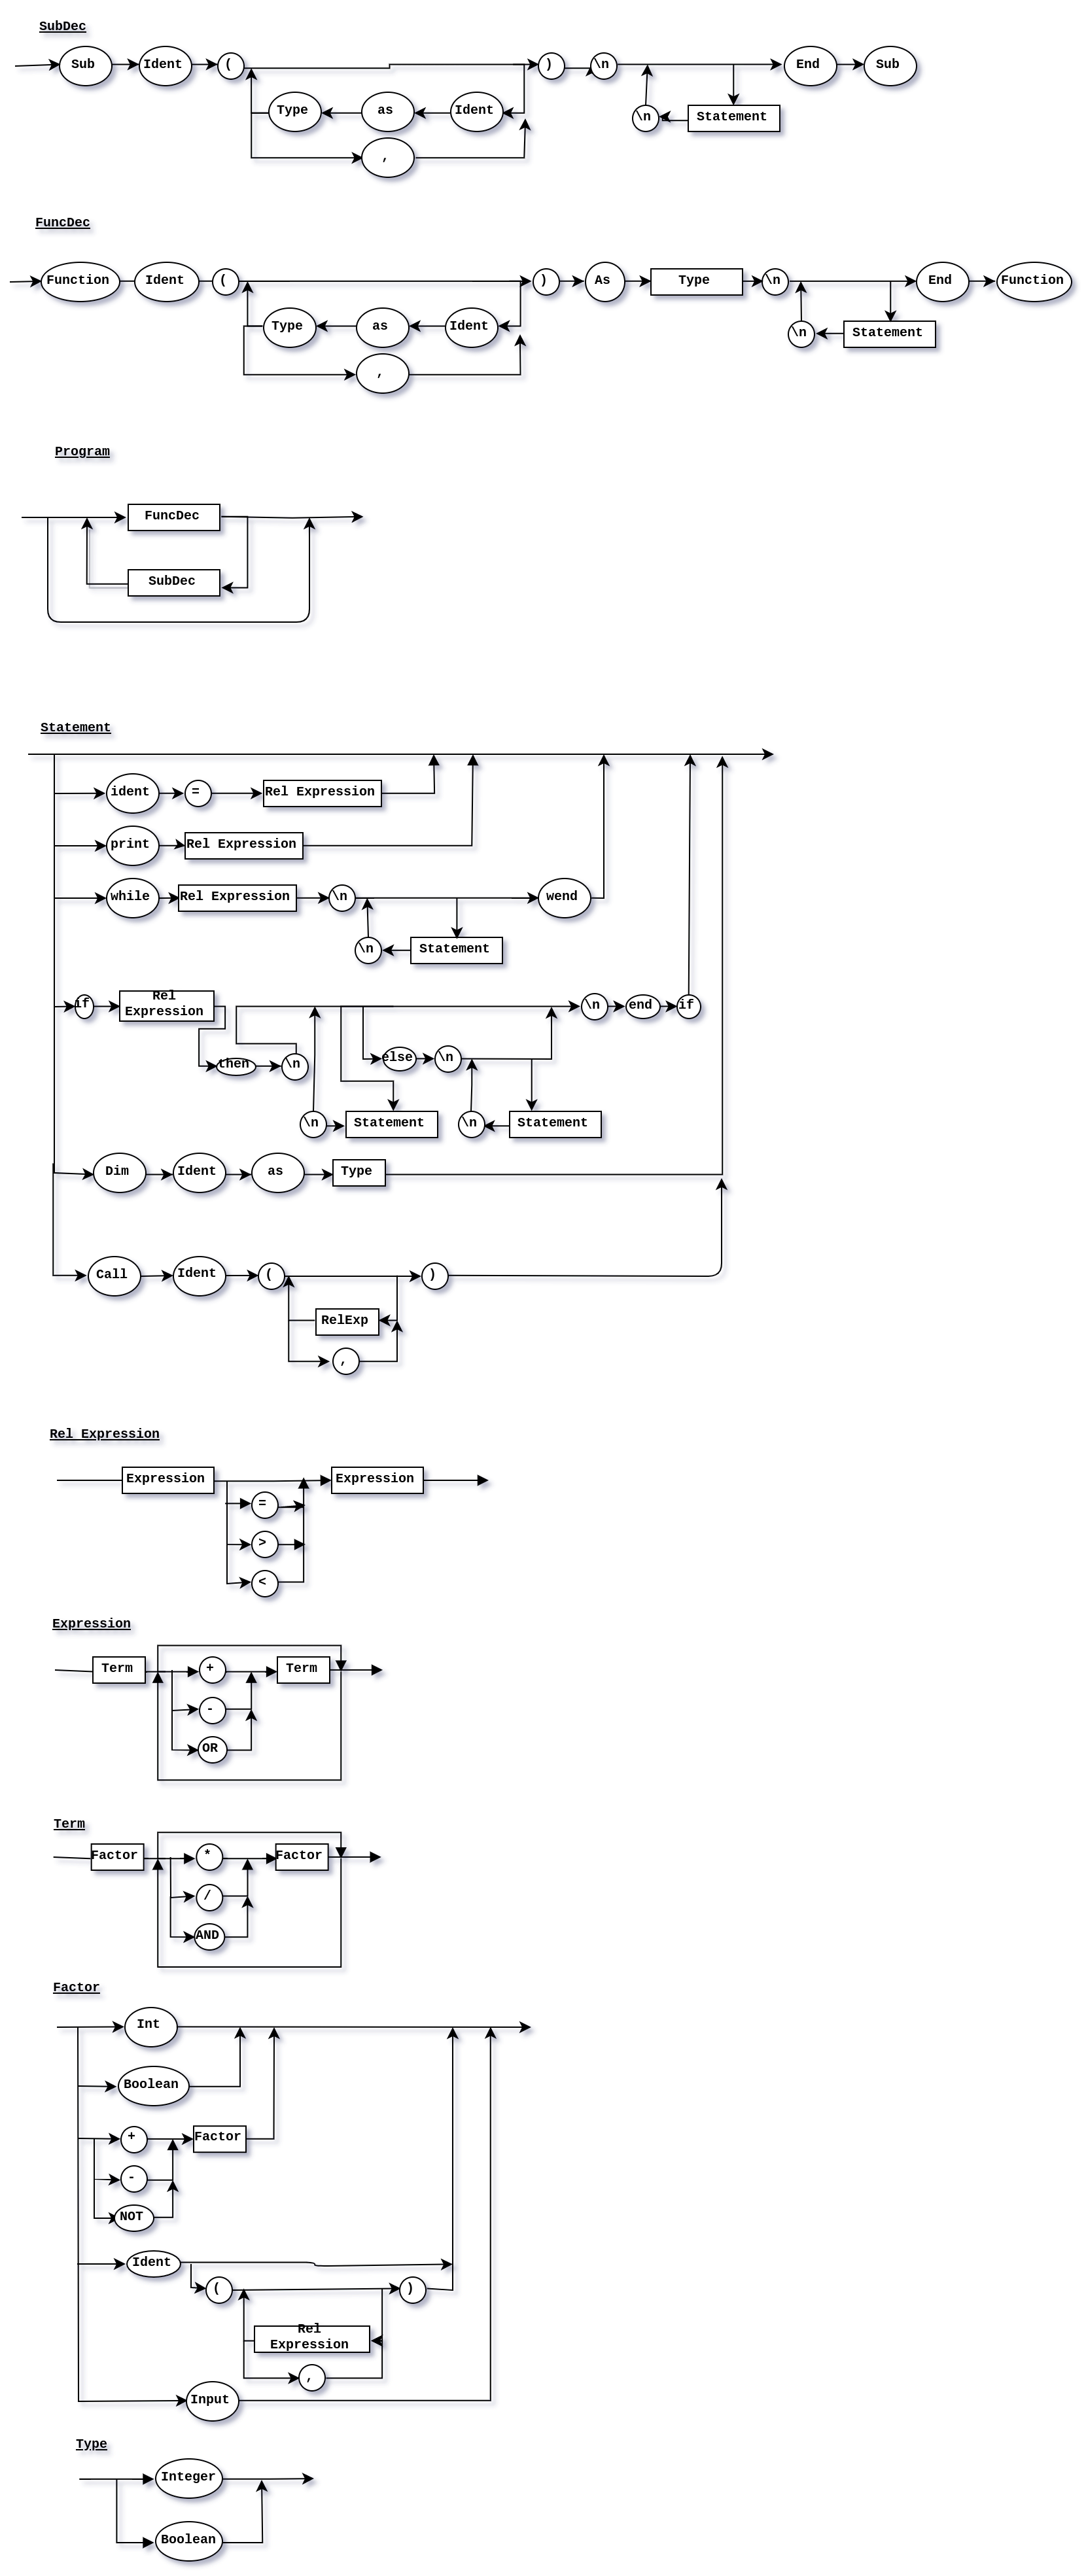 SubDec
Sub Ident ( ) \n End Sub
Type as Ident \n Statement
,
FuncDec
Function Ident ( ) As Type \n End Function
Type as Ident \n Statement
,
Program
FuncDec
SubDec
Statement
ident = Rel Expression
print Rel Expression
while Rel Expression \n wend
\n Statement
if Rel Expression \n end if
then \n else \n
\n Statement \n Statement
Dim Ident as Type
Call Ident ( )
RelExp
,
Rel Expression
Expression Expression
=
>
<
Expression
Term + Term
-
OR
Term
Factor * Factor
/
AND
Factor
Int
Boolean
+ Factor
-
NOT
Ident
( )
Rel
Expression
,
Input
Type
Integer
Boolean